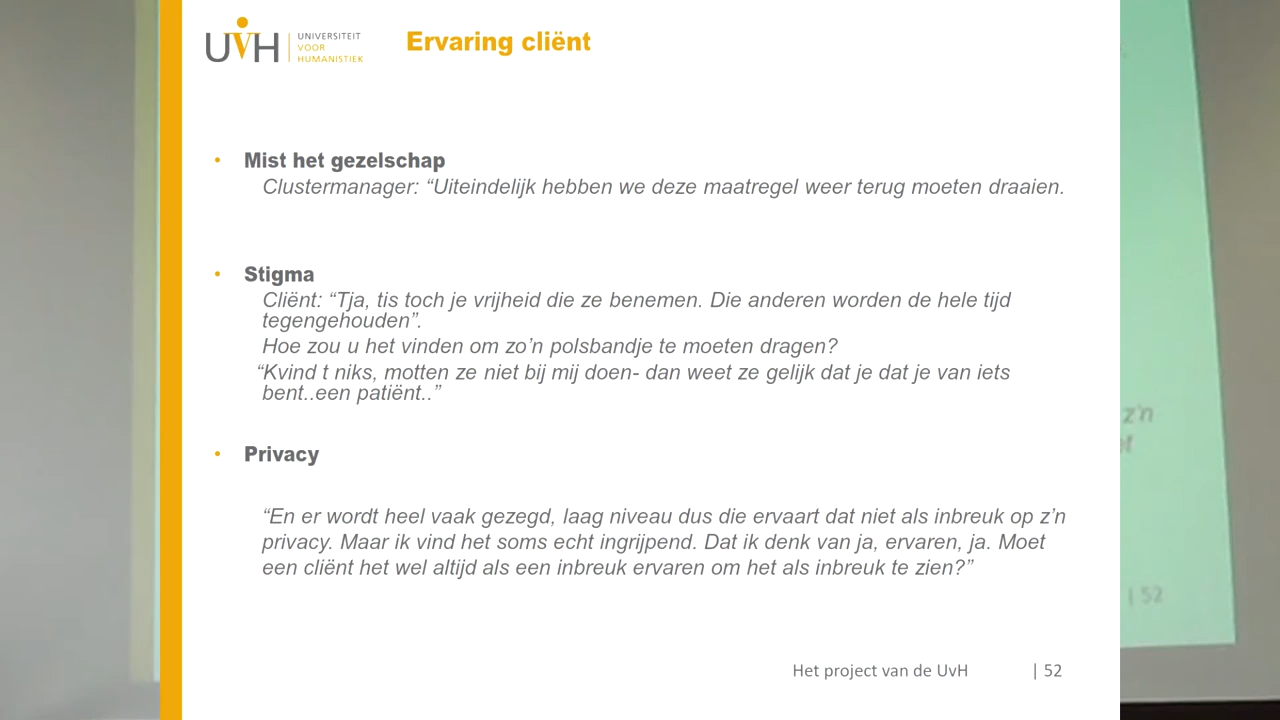 UVH
UNIVERSITEIT
VOOR
HUMANISTIEK
Ervaring cliënt
• Mist het gezelschap
Clustermanager: “Uiteindelijk hebben we deze maatregel weer terug moeten draaien.
• Stigma
Cliënt: “Tja, tis toch je vrijheid die ze benemen. Die anderen worden de hele tijd
tegengehouden”.
Hoe zou u het vinden om zo’n polsbandje te moeten dragen?
“Kvind t niks, motten ze niet bij mij doen- dan weet ze gelijk dat je dat je van iets
bent..een patiënt..”
• Privacy
“En er wordt heel vaak gezegd, laag niveau dus die ervaart dat niet als inbreuk op z’n
privacy. Maar ik vind het soms echt ingrijpend. Dat ik denk van ja, ervaren, ja. Moet
een cliënt het wel altijd als een inbreuk ervaren om het als inbreuk te zien?”
Het project van de UvH | 52
z’n
| 52